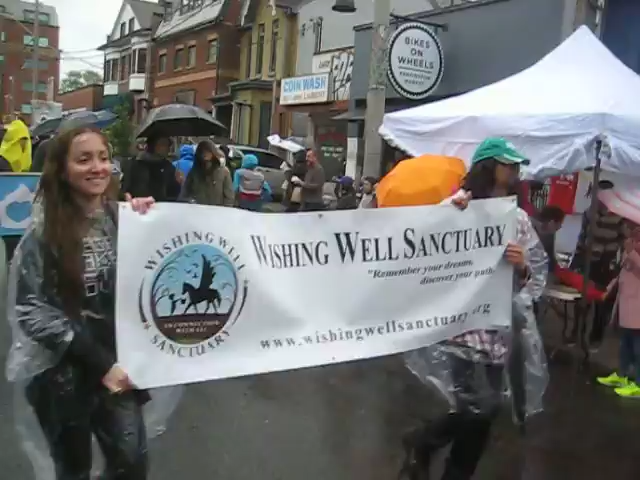 BIKES
ON
WHEELS
COIN WASH
WISHING WELL
SANCTUARY
WISHING WELL SANCTUARY
"Remember your dreams,
discover your path."
www.wishingwellsanctuary.org